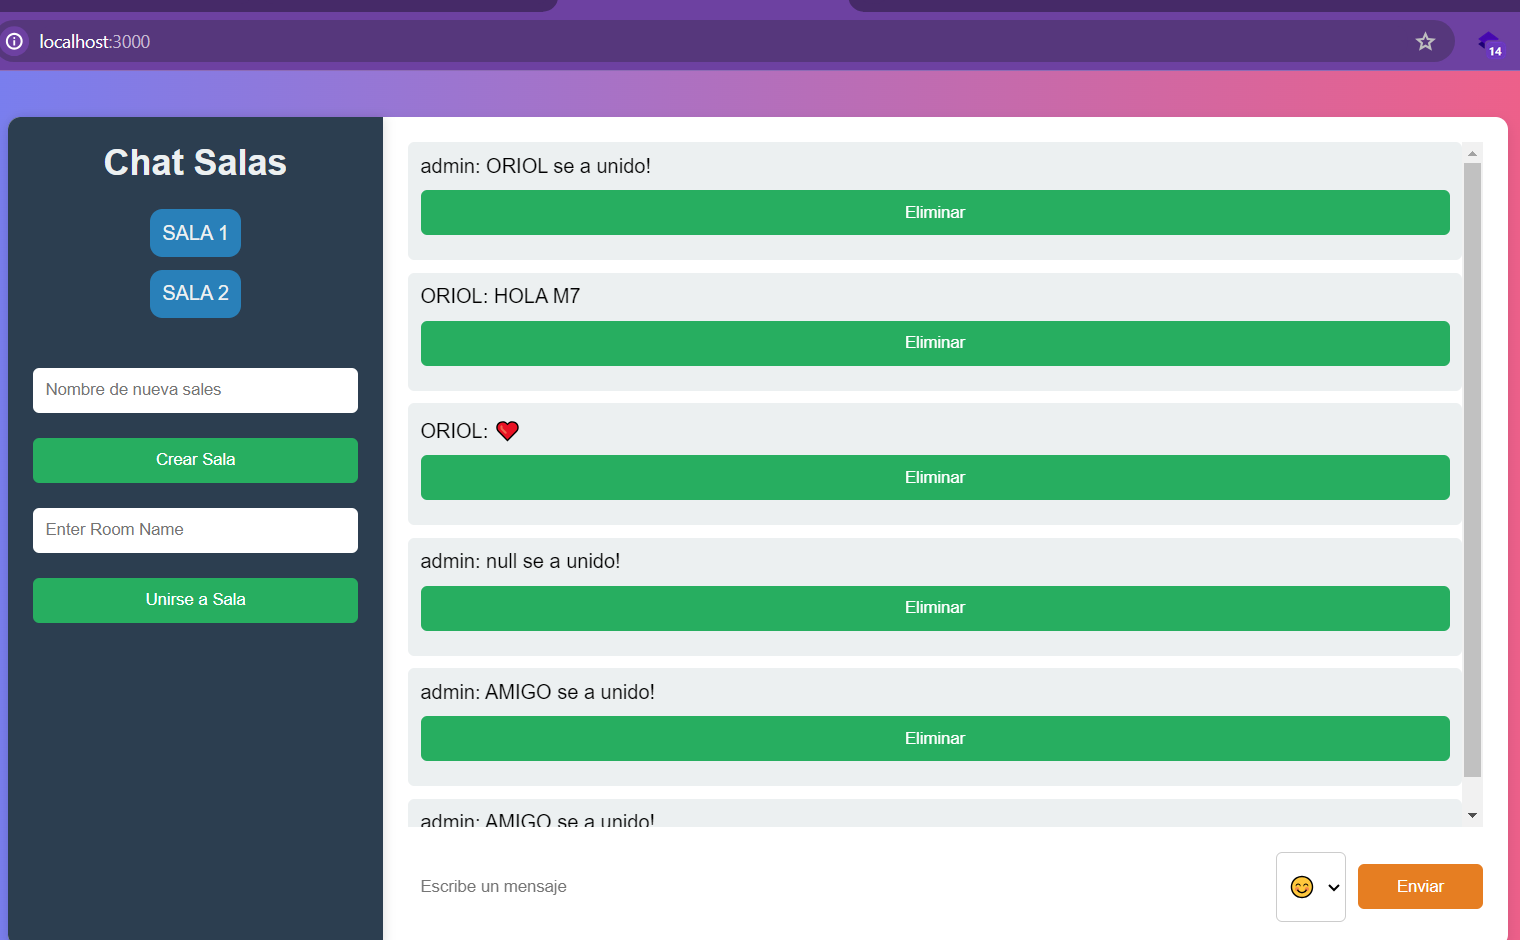 localhost:3000
14
Chat Salas
SALA 1
SALA 2
Nombre de nueva sales
Crear Sala
Enter Room Name
Unirse a Sala
admin: ORIOL se a unido!
Eliminar
ORIOL: HOLA M7
Eliminar
ORIOL: ❤️
Eliminar
admin: null se a unido!
Eliminar
admin: AMIGO se a unido!
Eliminar
admin: AMIGO se a unido!
Escribe un mensaje
😊
Enviar